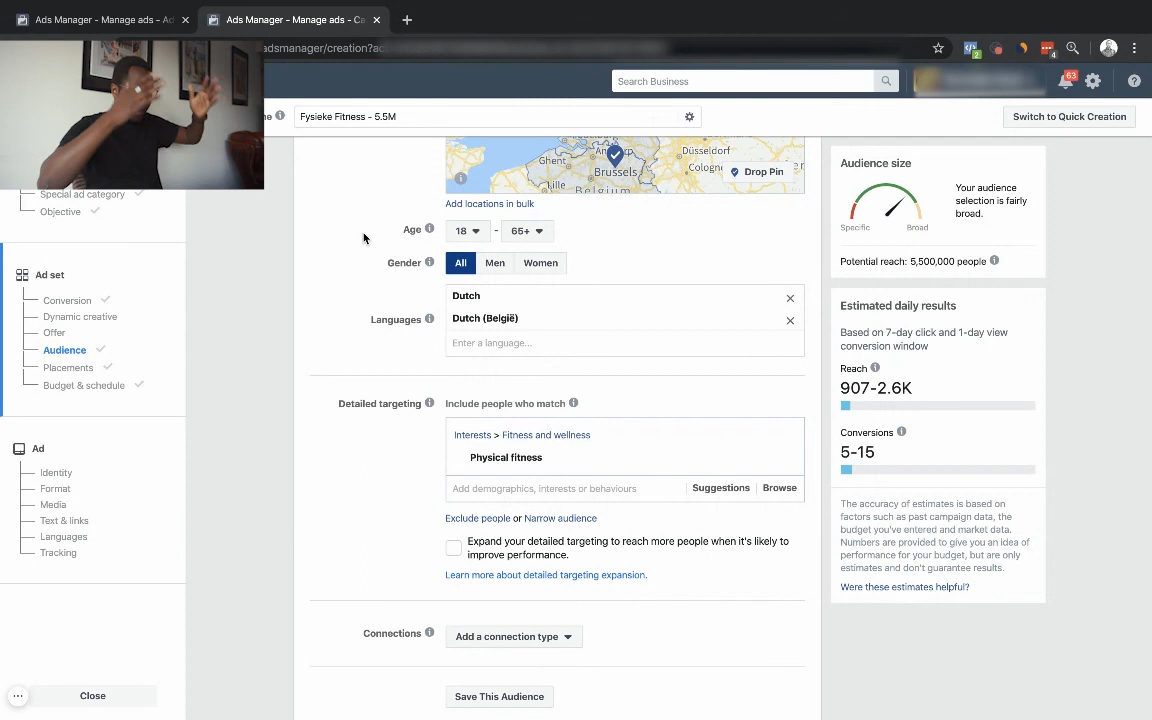 Ads Manager - Manage ads - Ad
Ads Manager - Manage ads - Ca
adsmanager/creation?ac
2
4
Search Business
63
Fysieke Fitness - 5.5M
Switch to Quick Creation
Special ad category
Objective
Ad set
Conversion
Dynamic creative
Offer
Audience
Placements
Budget & schedule
Ad
Identity
Format
Media
Text & links
Languages
Tracking
Close
Ghent
Brussels
Düsseldorf
Cologne
Lille
Belgium
Drop Pin
Add locations in bulk
Age
18
-
65+
Gender
All
Men
Women
Languages
Dutch
Dutch (België)
Enter a language...
Detailed targeting
Include people who match
Interests > Fitness and wellness
Physical fitness
Add demographics, interests or behaviours
Suggestions
Browse
Exclude people or Narrow audience
Expand your detailed targeting to reach more people when it's likely to
improve performance.
Learn more about detailed targeting expansion.
Connections
Add a connection type
Save This Audience
Audience size
Specific
Broad
Your audience
selection is fairly
broad.
Potential reach: 5,500,000 people
Estimated daily results
Based on 7-day click and 1-day view
conversion window
Reach
907-2.6K
Conversions
5-15
The accuracy of estimates is based on
factors such as past campaign data, the
budget you've entered and market data.
Numbers are provided to give you an idea of
performance for your budget, but are only
estimates and don't guarantee results.
Were these estimates helpful?